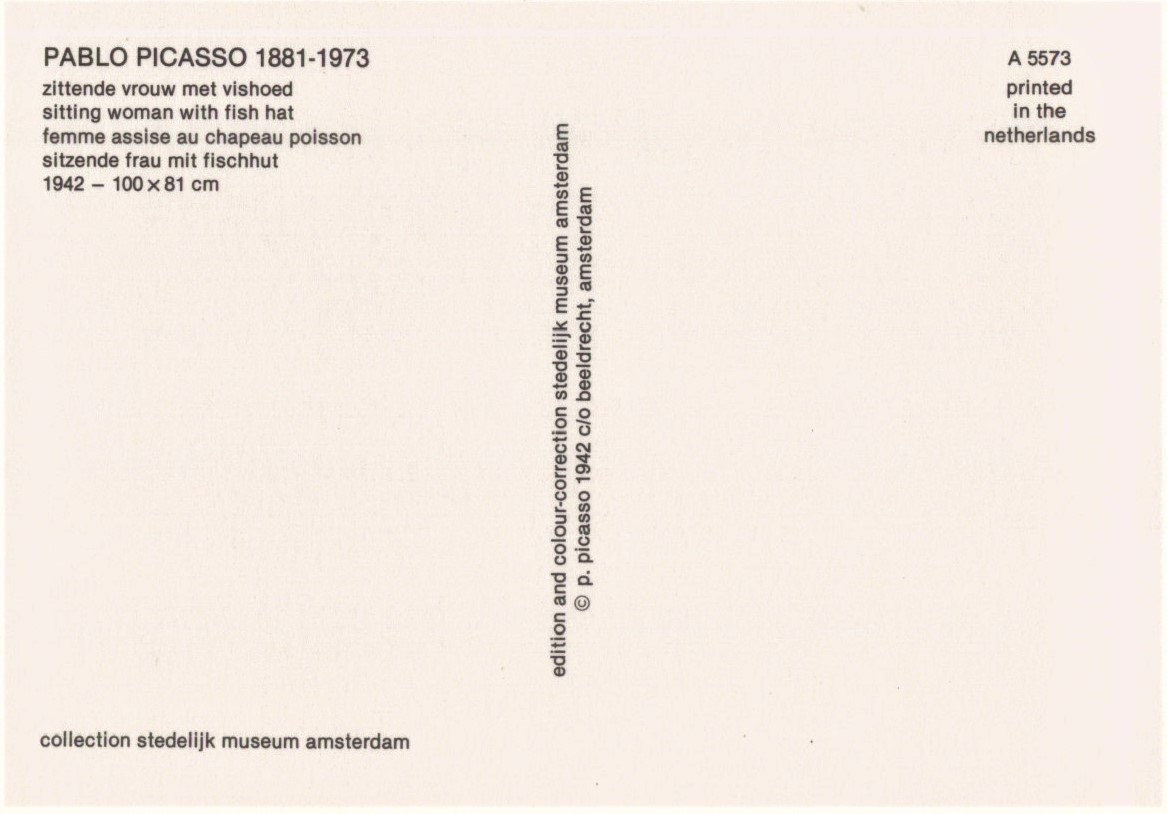 PABLO PICASSO 1881-1973
zittende vrouw met vishoed
sitting woman with fish hat
femme assise au chapeau poisson
sitzende frau mit fischhut
1942 – 100 x 81 cm
A 5573
printed
in the
netherlands
edition and colour-correction stedelijk museum amsterdam
© p. picasso 1942 c/o beeldrecht, amsterdam
collection stedelijk museum amsterdam